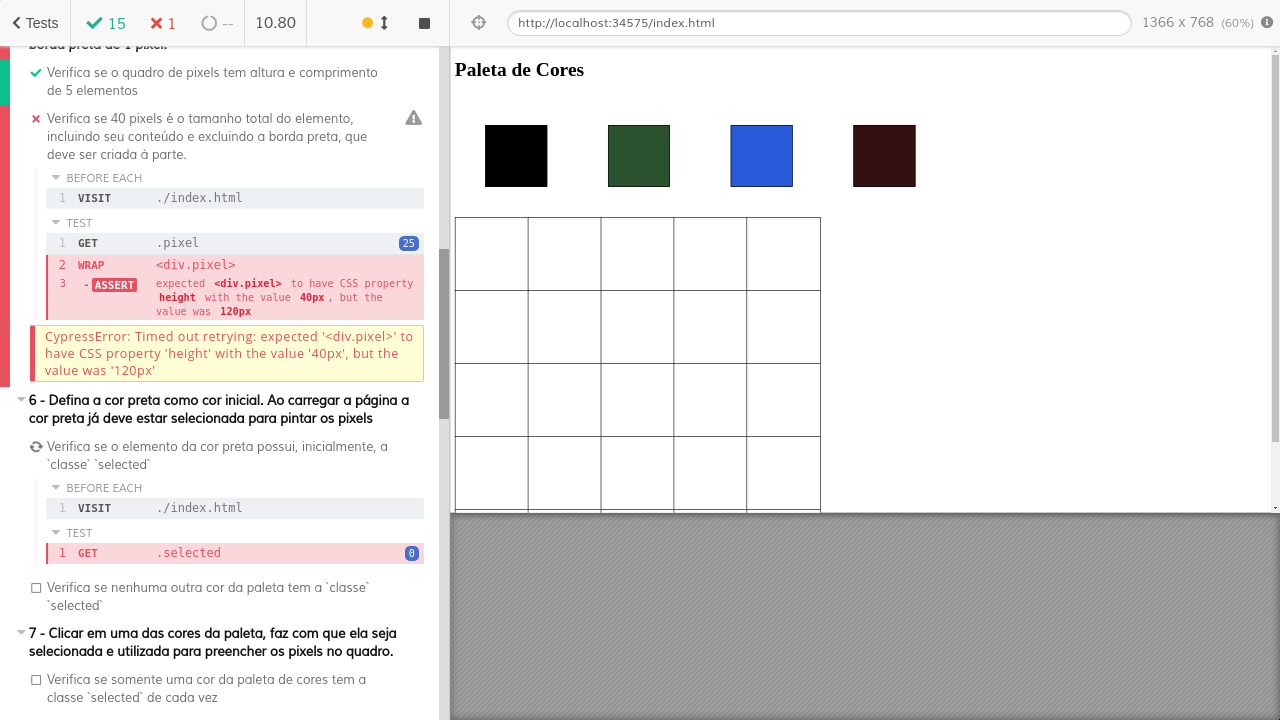 Tests
15
1
--
10.80
http://localhost:34575/index.html
1366 x 768 (60%)
borda preta de 1 pixel.
Verifica se o quadro de pixels tem altura e comprimento
de 5 elementos
Verifica se 40 pixels é o tamanho total do elemento,
incluindo seu conteúdo e excluindo a borda preta, que
deve ser criada à parte.
BEFORE EACH
1 VISIT ./index.html
TEST
1 GET .pixel 25
2 WRAP <div.pixel>
3 - ASSERT expected <div.pixel> to have CSS property
height with the value 40px, but the
value was 120px
CypressError: Timed out retrying: expected '<div.pixel>' to
have CSS property 'height' with the value '40px', but the
value was '120px'
6 - Defina a cor preta como cor inicial. Ao carregar a página a
cor preta já deve estar selecionada para pintar os pixels
Verifica se o elemento da cor preta possui, inicialmente, a
`classe` `selected`
BEFORE EACH
1 VISIT ./index.html
TEST
1 GET .selected 0
Verifica se nenhuma outra cor da paleta tem a `classe`
`selected`
7 - Clicar em uma das cores da paleta, faz com que ela seja
selecionada e utilizada para preencher os pixels no quadro.
Verifica se somente uma cor da paleta de cores tem a
classe `selected` de cada vez
Paleta de Cores